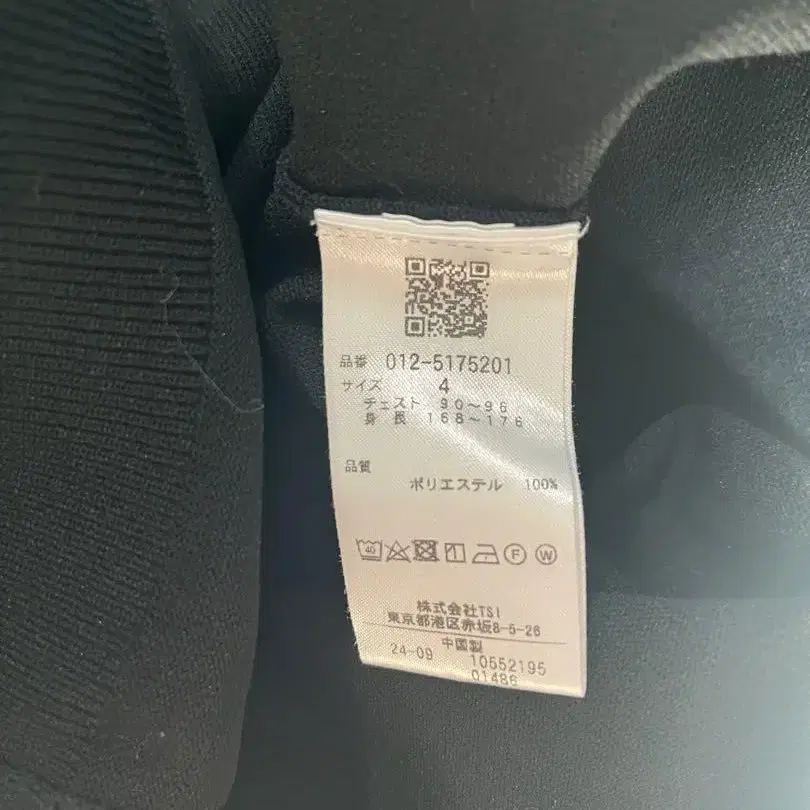 品番 012-5175201
サイズ 4
チェスト 90~96
身長 168~176
品質
ポリエステル 100%
40 F W
株式会社TSI
東京都港区赤坂8-5-26
中国製
24-09 10552195
01486